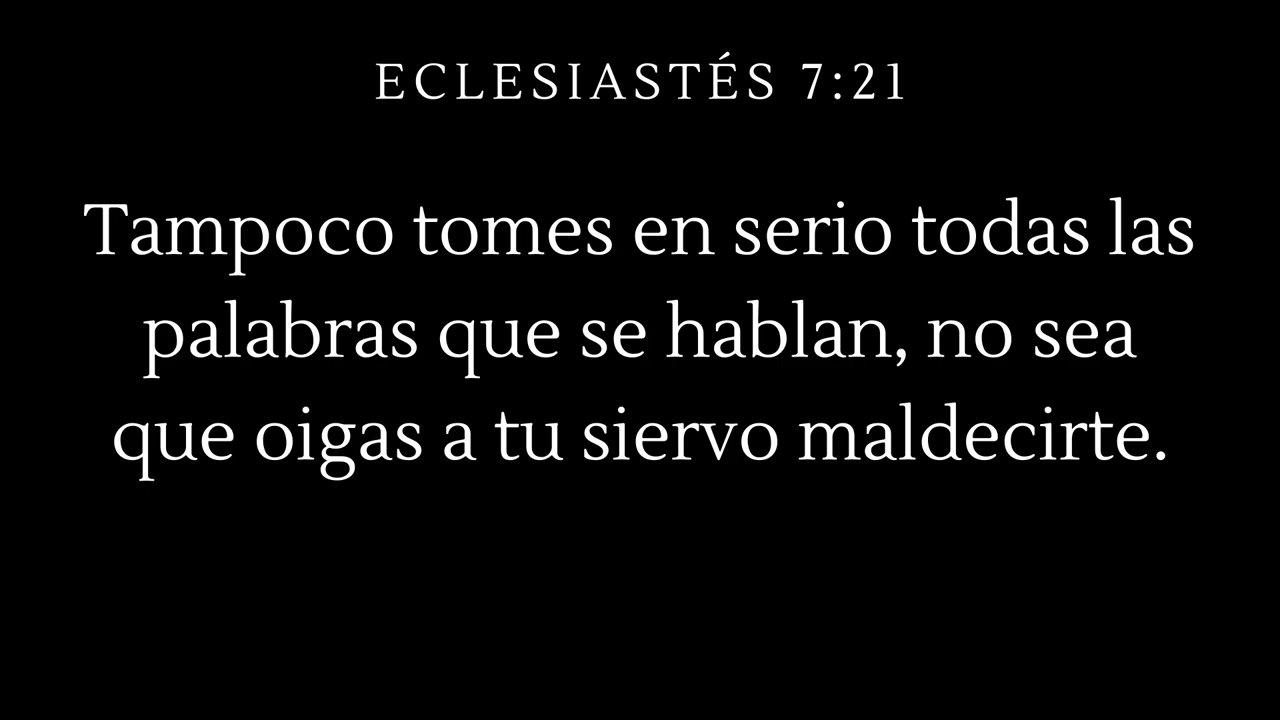 ECLESIASTÉS 7:21
Tampoco tomes en serio todas las
palabras que se hablan, no sea
que oigas a tu siervo maldecirte.